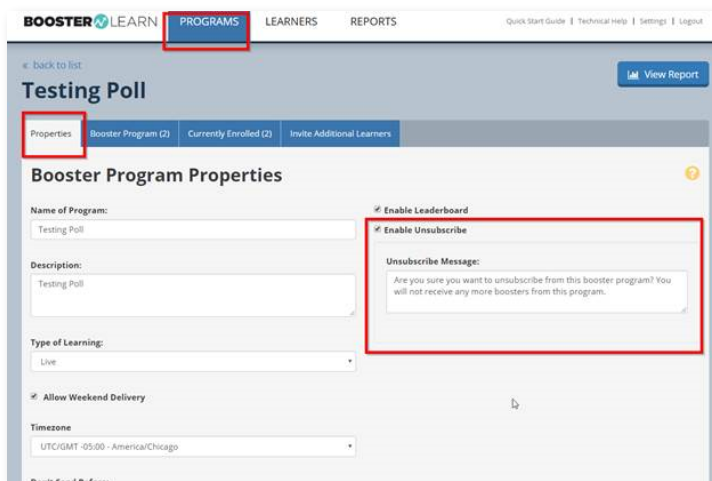 BOOSTER LEARN PROGRAMS LEARNERS REPORTS Quick Start Guide | Technical Help | Settings | Logout
« back to list
Testing Poll
View Report
Properties Booster Program (2) Currently Enrolled (2) Invite Additional Learners
Booster Program Properties
?
Name of Program:
Testing Poll
Enable Leaderboard
Enable Unsubscribe
Description:
Testing Poll
Unsubscribe Message:
Are you sure you want to unsubscribe from this booster program? You
will not receive any more boosters from this program.
Type of Learning:
Live
Allow Weekend Delivery
Timezone
UTC/GMT -05:00 - America/Chicago